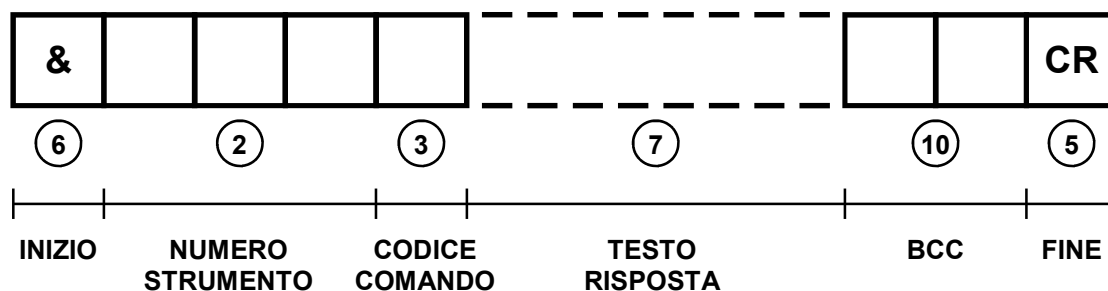 & CR
6 2 3 7 10 5
INIZIO NUMERO CODICE TESTO BCC FINE
STRUMENTO COMANDO RISPOSTA